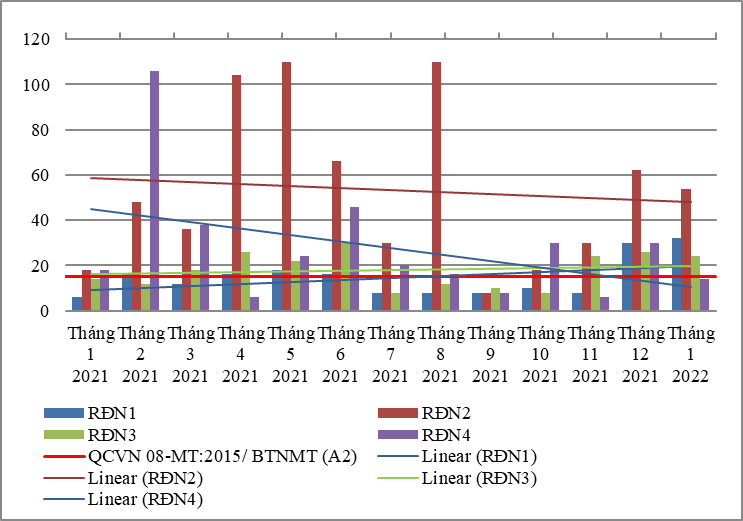 120
100
80
60
40
20
0
Tháng Tháng Tháng Tháng Tháng Tháng Tháng Tháng Tháng Tháng Tháng Tháng Tháng
1 2 3 4 5 6 7 8 9 10 11 12 1
2021 2021 2021 2021 2021 2021 2021 2021 2021 2021 2021 2021 2022
RĐN1 RĐN2
RĐN3 RĐN4
QCVN 08-MT:2015/ BTNMT (A2) Linear (RĐN1)
Linear (RĐN2) Linear (RĐN3)
Linear (RĐN4)